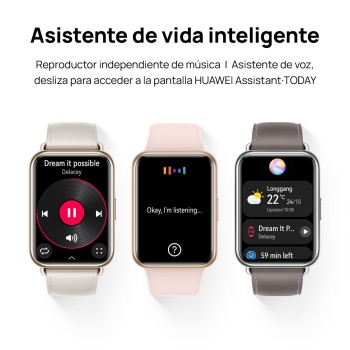 Asistente de vida inteligente
Reproductor independiente de música | Asistente de voz,
desliza para acceder a la pantalla HUAWEI Assistant·TODAY
Dream it possible
Delacey
Okay, I'm listening...
?
Longgang
22 °C 24/18
Updated 10:08
Dream It P...
Delacey
59 min left